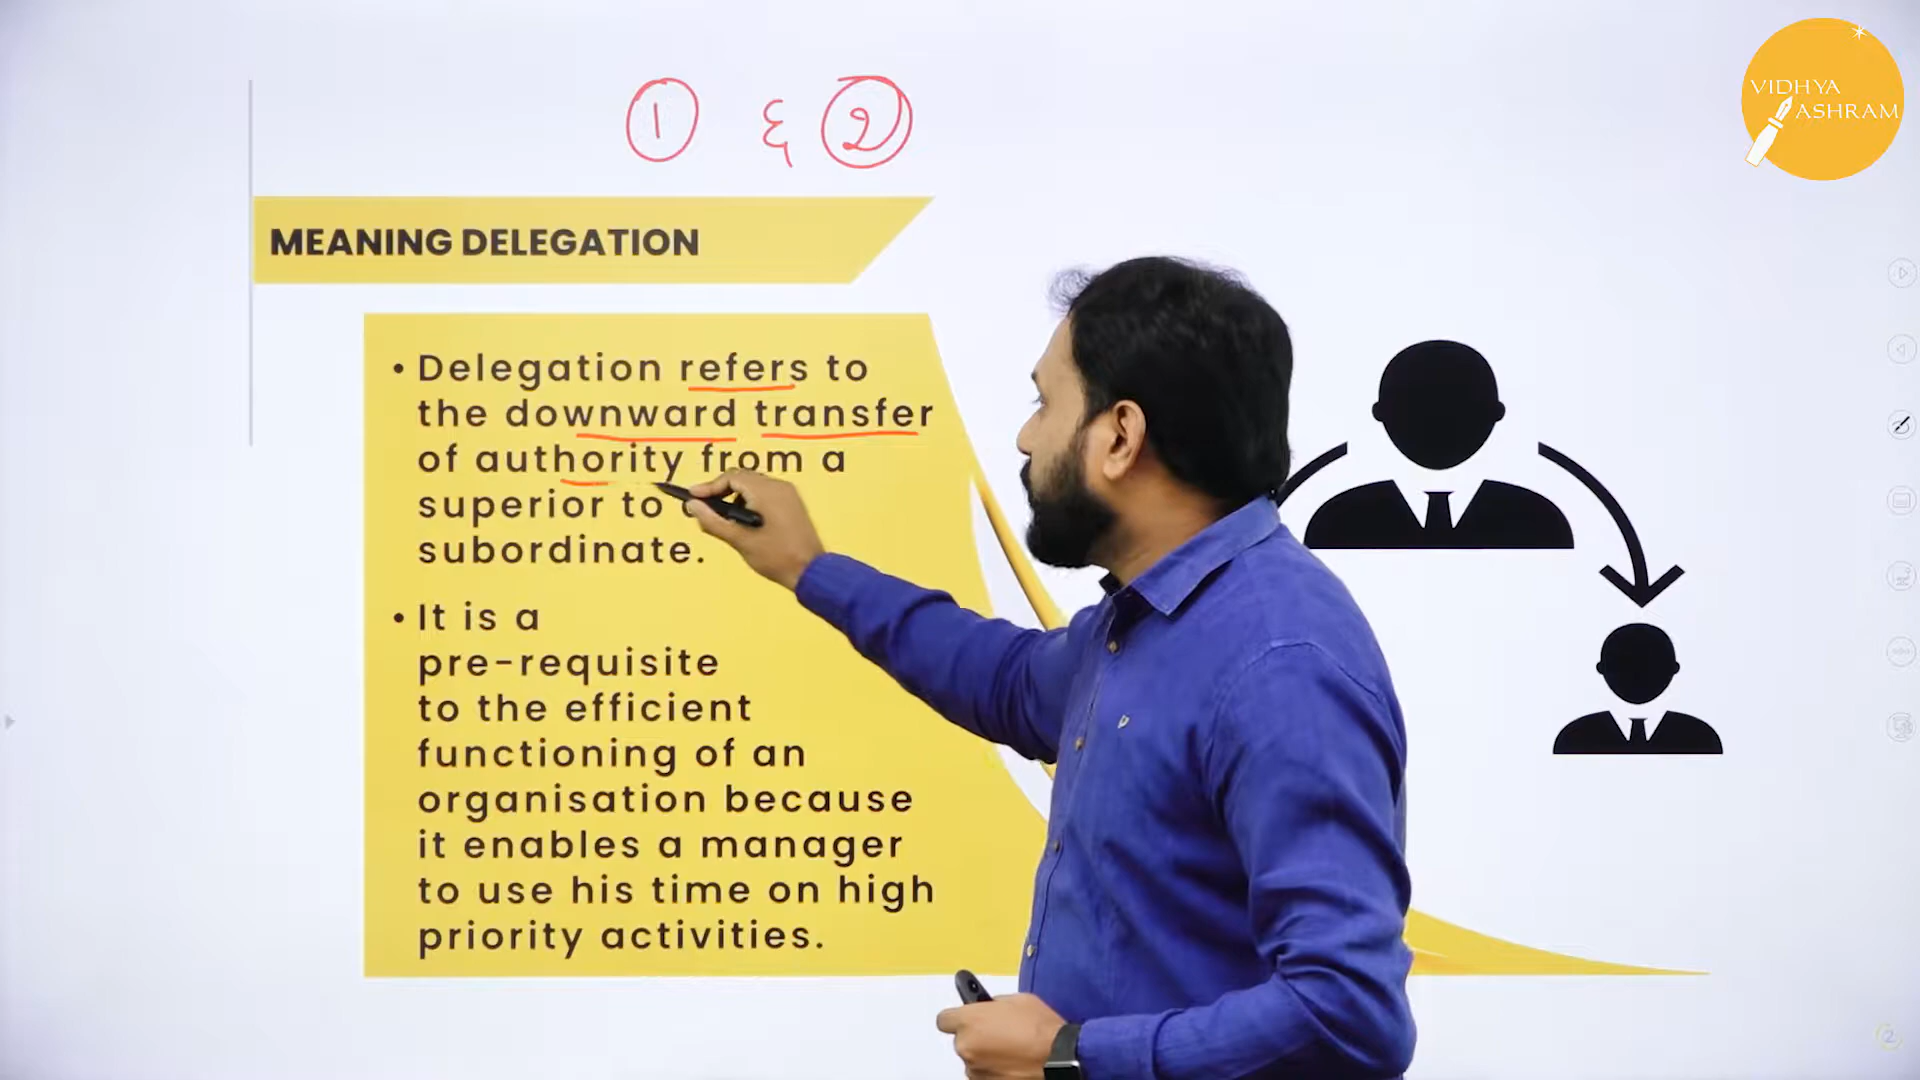 1 & 2
VIDHYA
ASHRAM
MEANING DELEGATION
• Delegation refers to
the downward transfer
of authority from a
superior to
subordinate.
• It is a
pre-requisite
to the efficient
functioning of an
organisation because
it enables a manager
to use his time on high
priority activities.
2